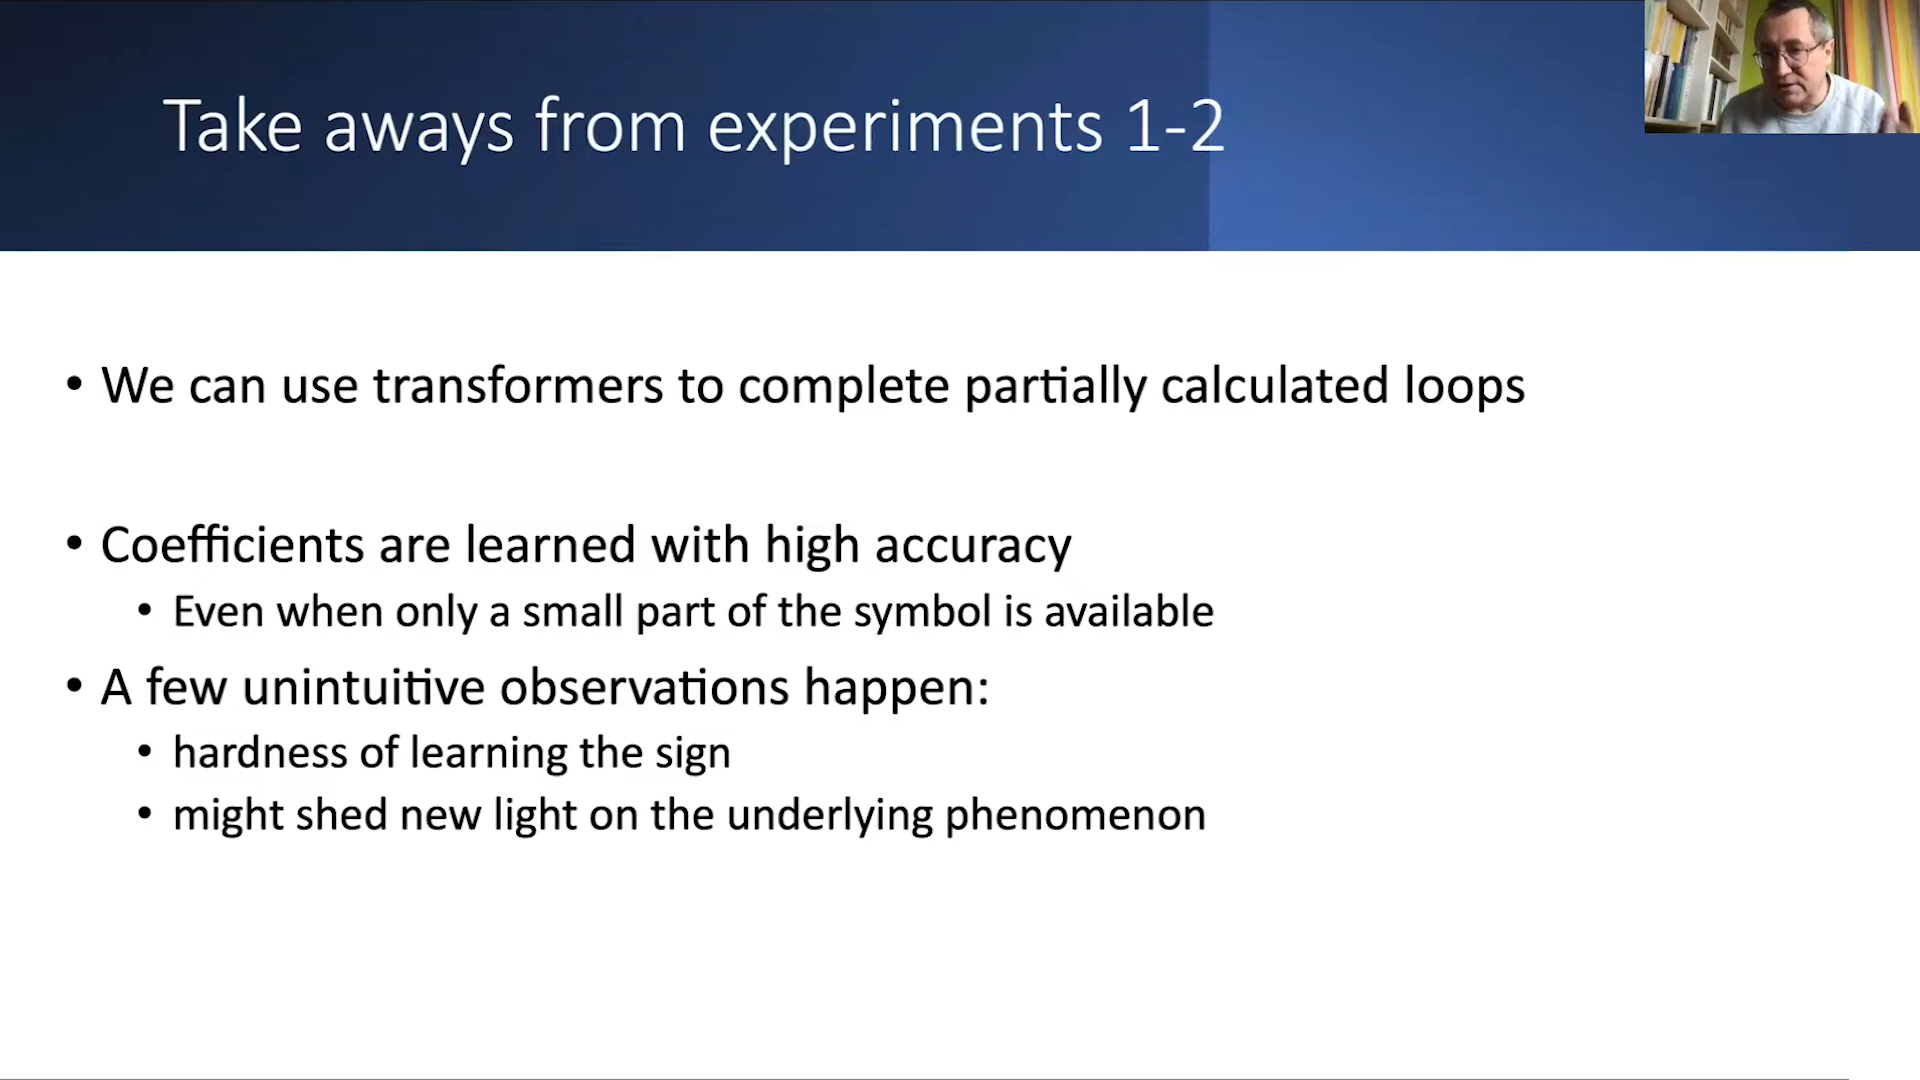 Take aways from experiments 1-2
• We can use transformers to complete partially calculated loops
• Coefficients are learned with high accuracy
• Even when only a small part of the symbol is available
• A few unintuitive observations happen:
• hardness of learning the sign
• might shed new light on the underlying phenomenon